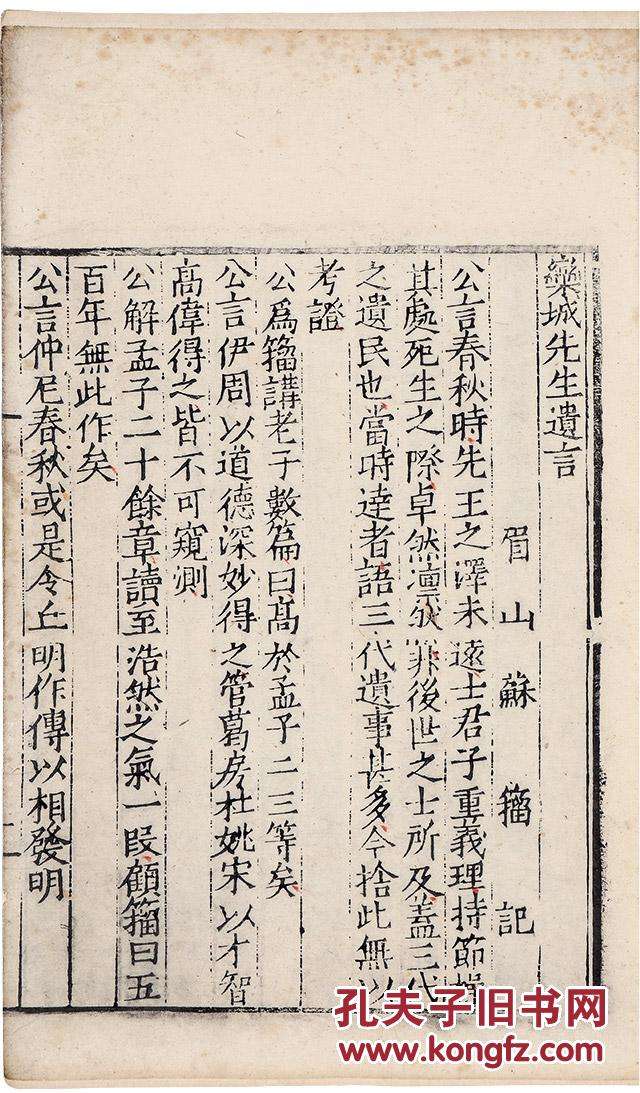 欒城先生遺言
眉山蘇籀記
公言春秋時先王之澤未遠士君子重義理持節操
其處死生之際卓然凛然非後世之士所及蓋三代
之遺民也當時達者語三代遺事甚多今捨此無以
考證
公爲籀講老子數篇曰髙於孟子二三等矣
公言伊周以道德深妙得之管葛房杜姚宋以才智
髙偉得之皆不可窺測
公解孟子二十餘章讀至浩然之氣一段顧籀曰五
百年無此作矣
公言仲尼春秋或是令丘明作傳以相發明
孔夫子旧书网
www.kongfz.com